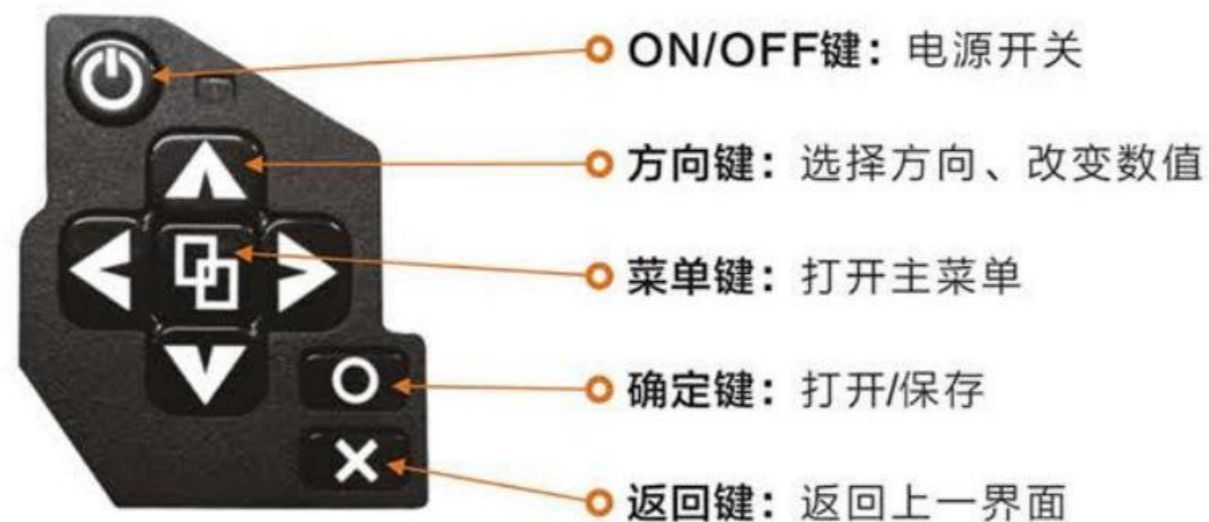 ON/OFF键：电源开关
方向键：选择方向、改变数值
菜单键：打开主菜单
确定键：打开/保存
返回键：返回上一界面